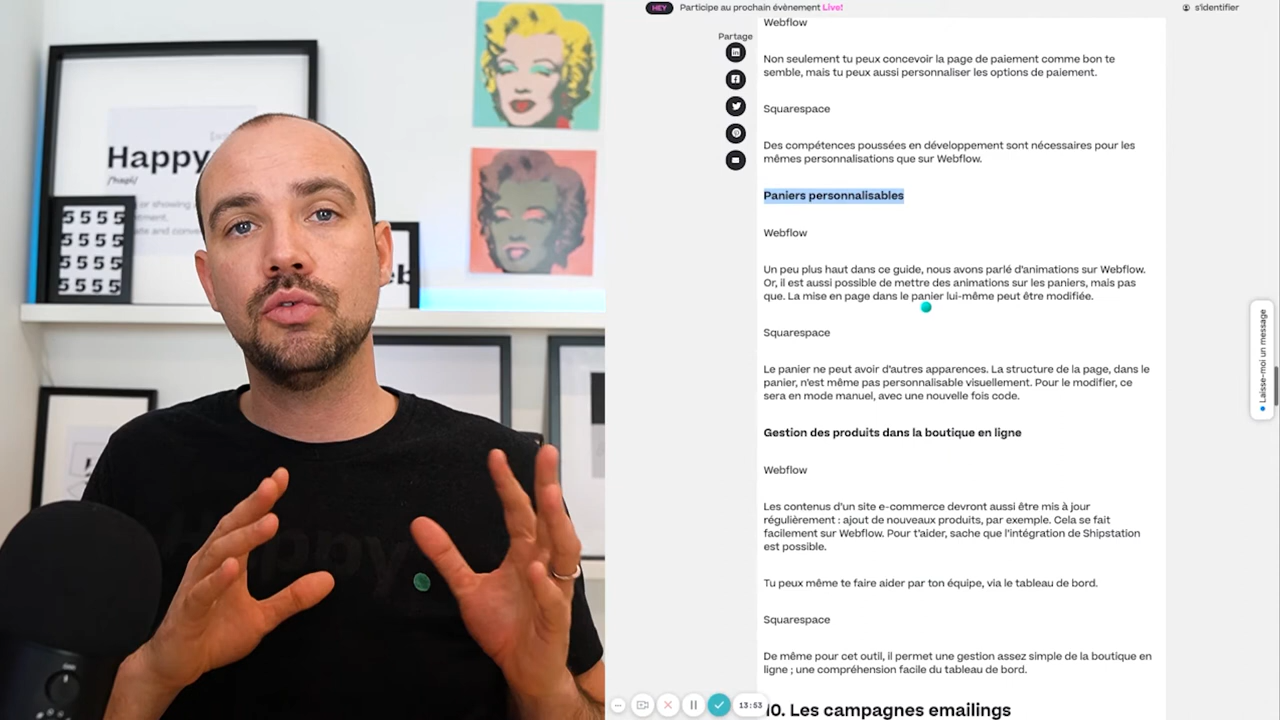 HEY Participe au prochain évènement Live!
s'identifier
Partage
Webflow
Non seulement tu peux concevoir la page de paiement comme bon te
semble, mais tu peux aussi personnaliser les options de paiement.
Squarespace
Des compétences poussées en développement sont nécessaires pour les
mêmes personnalisations que sur Webflow.
Paniers personnalisables
Webflow
Un peu plus haut dans ce guide, nous avons parlé d'animations sur Webflow.
Or, il est aussi possible de mettre des animations sur les paniers, mais pas
que. La mise en page dans le panier lui-même peut être modifiée.
Squarespace
Le panier ne peut avoir d'autres apparences. La structure de la page, dans le
panier, n'est même pas personnalisable visuellement. Pour le modifier, ce
sera en mode manuel, avec une nouvelle fois code.
Gestion des produits dans la boutique en ligne
Webflow
Les contenus d'un site e-commerce devront aussi être mis à jour
régulièrement : ajout de nouveaux produits, par exemple. Cela se fait
facilement sur Webflow. Pour t'aider, sache que l'intégration de Shipstation
est possible.
Tu peux même te faire aider par ton équipe, via le tableau de bord.
Squarespace
De même pour cet outil, il permet une gestion assez simple de la boutique en
ligne ; une compréhension facile du tableau de bord.
10. Les campagnes emailings
Laisse-moi un message
13:53
Happy
/'hapi/
or showing
5555
5555
5555
5555
Happy.